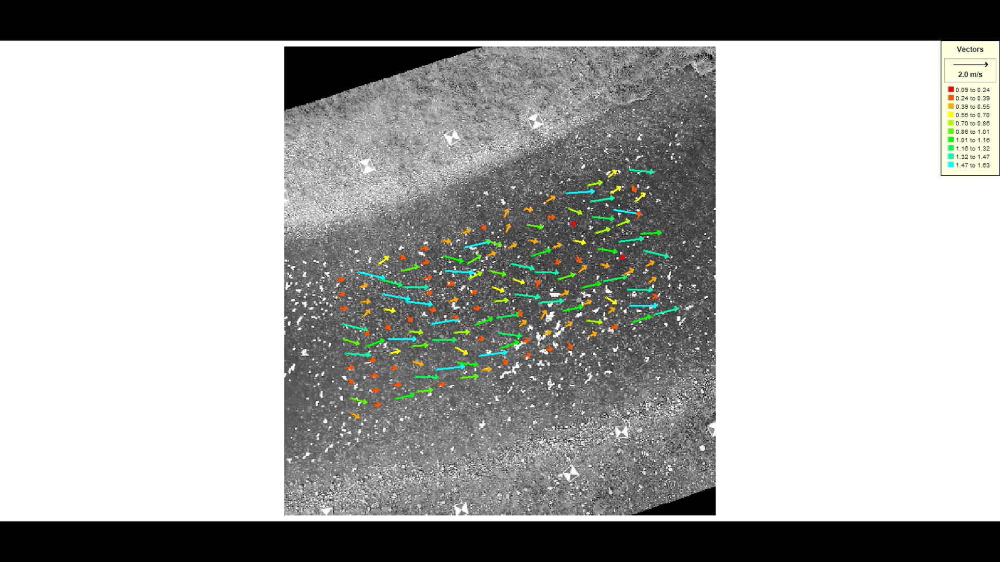 Vectors
2.0 m/s
0.09 to 0.24
0.24 to 0.39
0.39 to 0.55
0.55 to 0.70
0.70 to 0.86
0.86 to 1.01
1.01 to 1.16
1.16 to 1.32
1.32 to 1.47
1.47 to 1.63